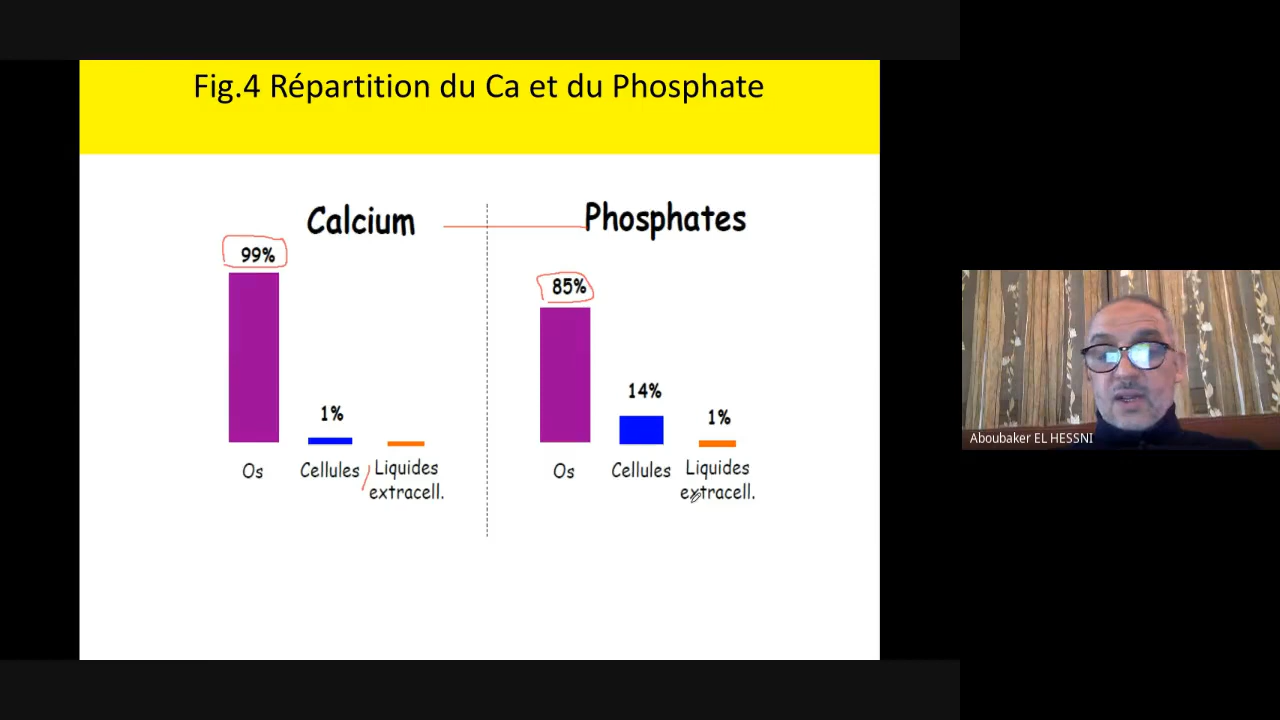 Fig.4 Répartition du Ca et du Phosphate
Calcium
99%
1%
Os
Cellules
Liquides
extracell.
Phosphates
85%
14%
1%
Os
Cellules
Liquides
extracell.
Aboubaker EL HESSNI